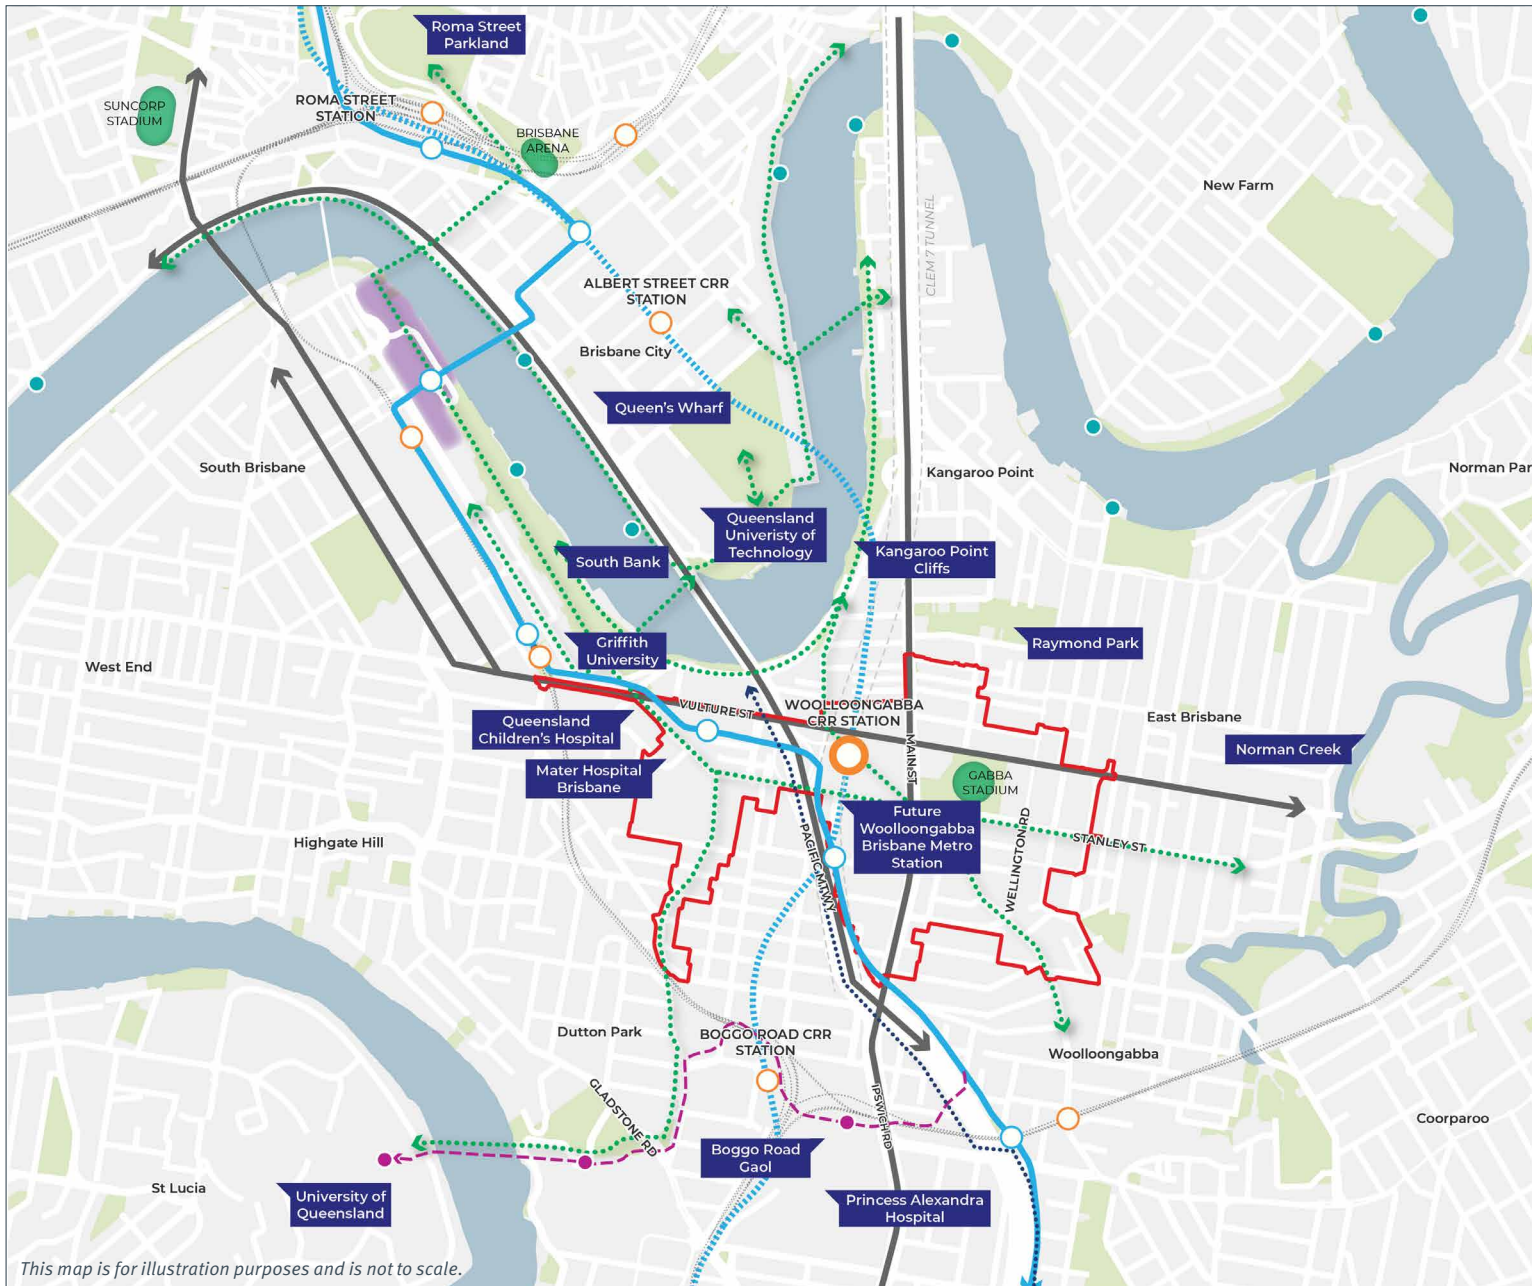 Roma Street
Parkland
SUNCORP
STADIUM
ROMA STREET
STATION
BRISBANE
ARENA
New Farm
CLEM 7 TUNNEL
ALBERT STREET CRR
STATION
Brisbane City
Queen's Wharf
South Brisbane
Kangaroo Point
Norman Par
Queensland
Univeristy of
Technology
South Bank
Kangaroo Point
Cliffs
Griffith
University
Raymond Park
West End
VULTURE ST
WOOLLOONGABBA
CRR STATION
East Brisbane
Queensland
Children's Hospital
MAIN ST
Norman Creek
Mater Hospital
Brisbane
GABBA
STADIUM
Highgate Hill
Future
Woolloongabba
Brisbane Metro
Station
PACIFIC MTWY
WELLINGTON RD
STANLEY ST
Dutton Park
BOGGO ROAD CRR
STATION
Woolloongabba
GLADSTONE RD
IPSWICH RD
Coorparoo
Boggo Road
Gaol
St Lucia
University of
Queensland
Princess Alexandra
Hospital
This map is for illustration purposes and is not to scale.